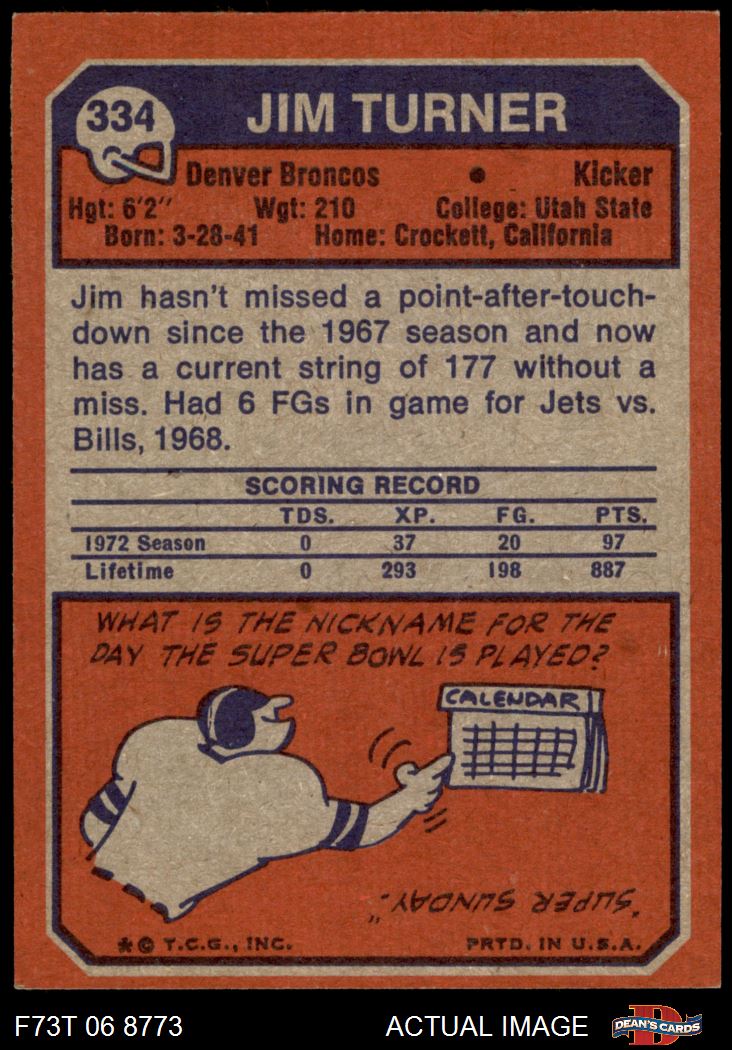 334 JIM TURNER
Denver Broncos • Kicker
Hgt: 6'2" Wgt: 210 College: Utah State
Born: 3-28-41 Home: Crockett, California
Jim hasn't missed a point-after-touch-
down since the 1967 season and now
has a current string of 177 without a
miss. Had 6 FGs in game for Jets vs.
Bills, 1968.
SCORING RECORD
TDS. XP. FG. PTS.
1972 Season 0 37 20 97
Lifetime 0 293 198 887
WHAT IS THE NICKNAME FOR THE
DAY THE SUPER BOWL IS PLAYED?
CALENDAR
"SUPER SUNDAY."
* © T.C.G., INC. PRTD. IN U.S.A.
F73T 06 8773 ACTUAL IMAGE D DEAN'S CARDS